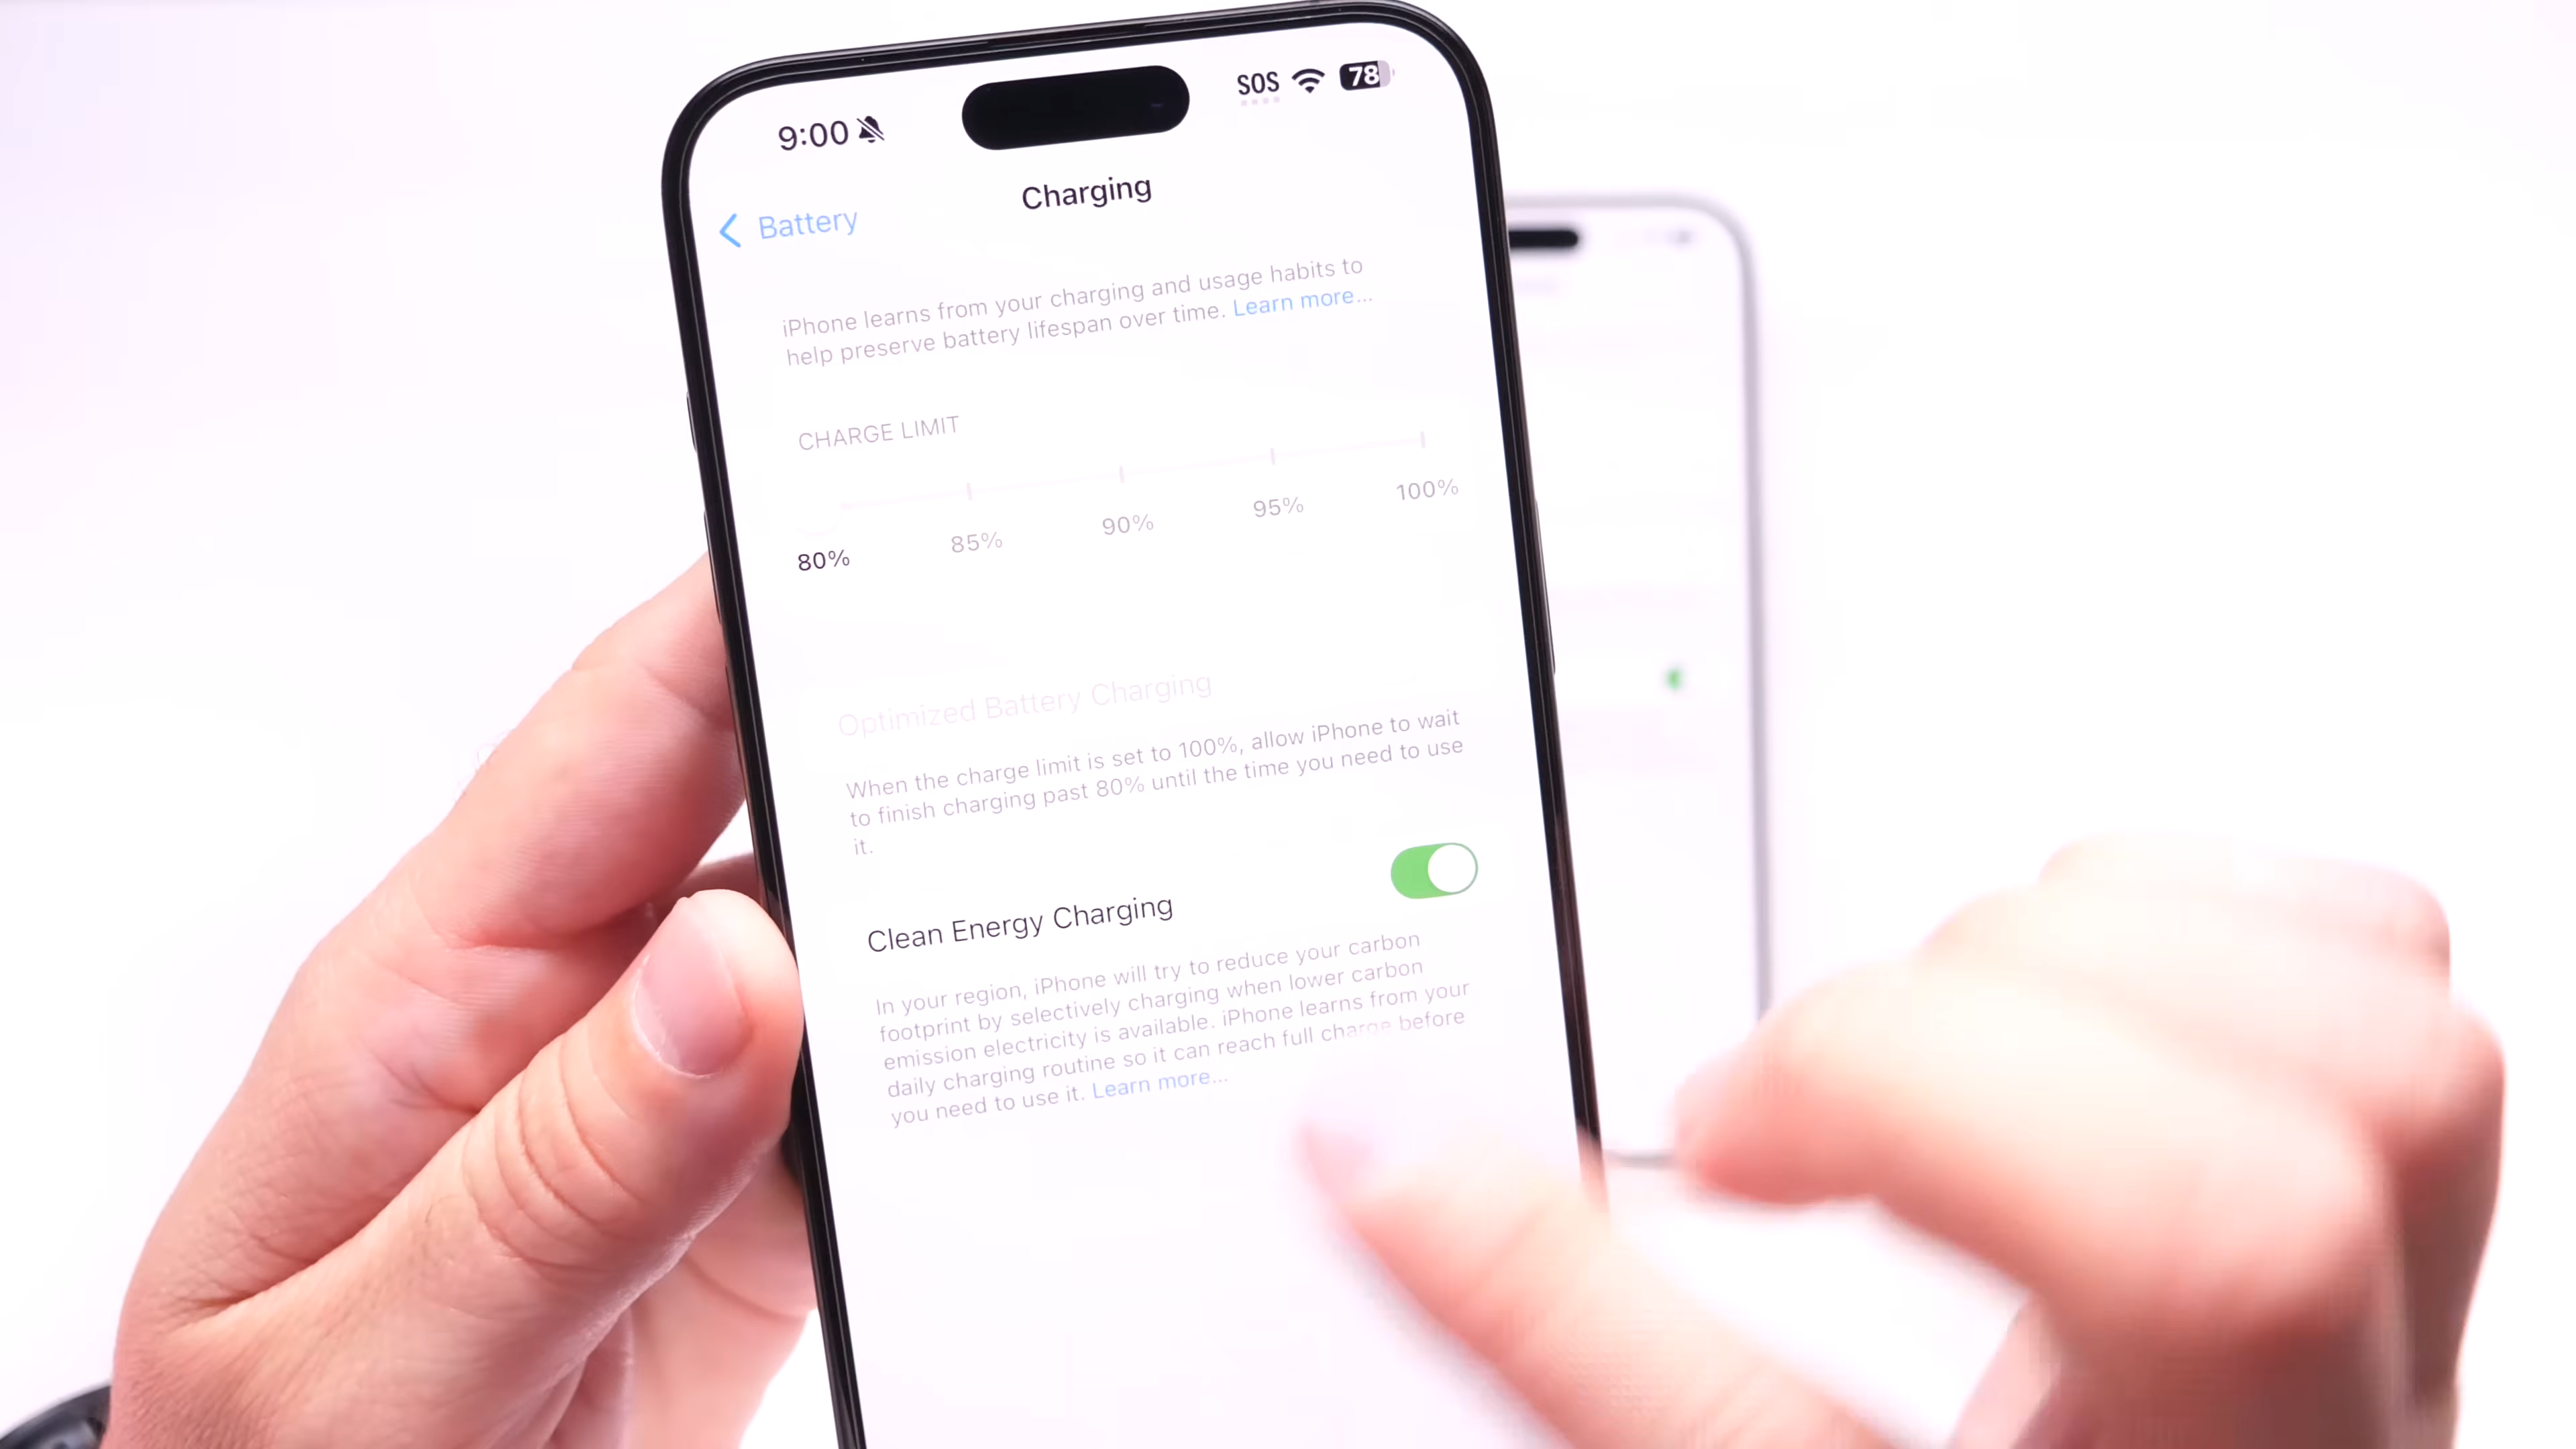 9:00
SOS 78
Battery
Charging
iPhone learns from your charging and usage habits to
help preserve battery lifespan over time. Learn more...
CHARGE LIMIT
80% 85% 90% 95% 100%
Optimized Battery Charging
When the charge limit is set to 100%, allow iPhone to wait
to finish charging past 80% until the time you need to use
it.
Clean Energy Charging
In your region, iPhone will try to reduce your carbon
footprint by selectively charging when lower carbon
emission electricity is available. iPhone learns from your
daily charging routine so it can reach full charge before
you need to use it. Learn more...